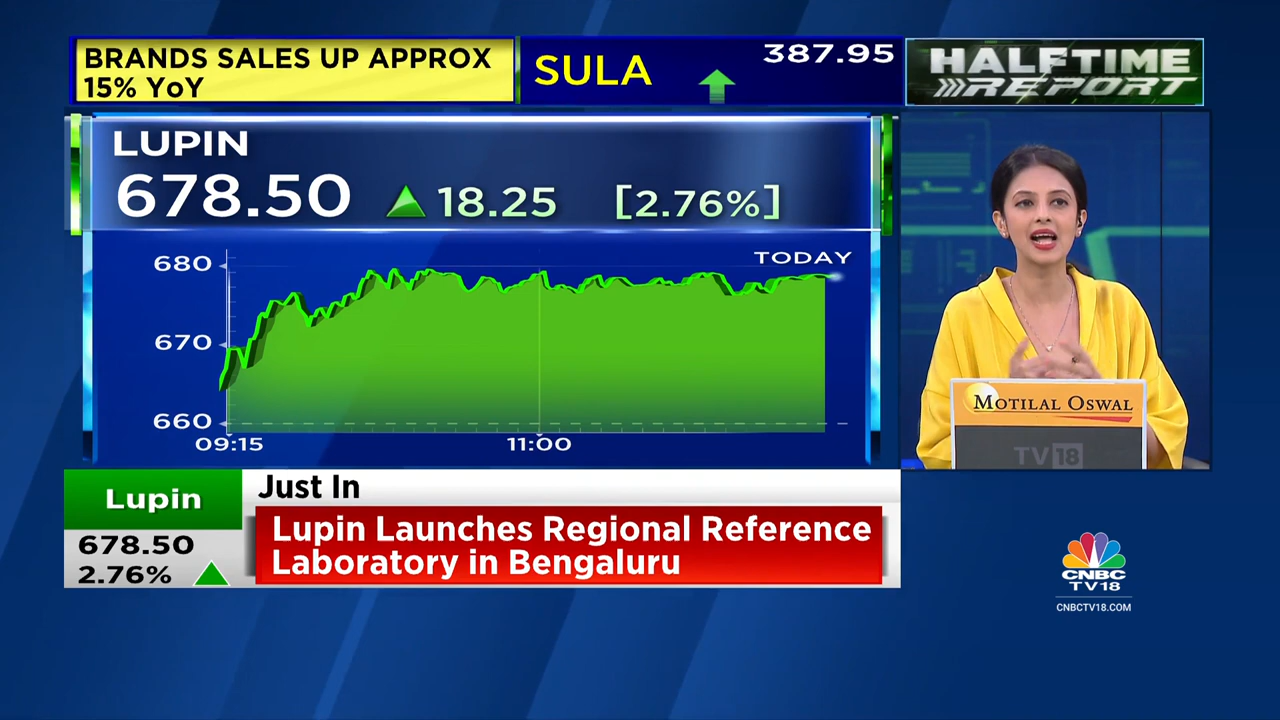 BRANDS SALES UP APPROX
15% YoY
SULA
387.95
HALFTIME
REPORT
LUPIN
678.50
18.25
[2.76%]
TODAY
680
670
660
09:15
11:00
MOTILAL OSWAL
TV18
Lupin
678.50
2.76%
Just In
Lupin Launches Regional Reference
Laboratory in Bengaluru
CNBC
TV18
CNBCTV18.COM